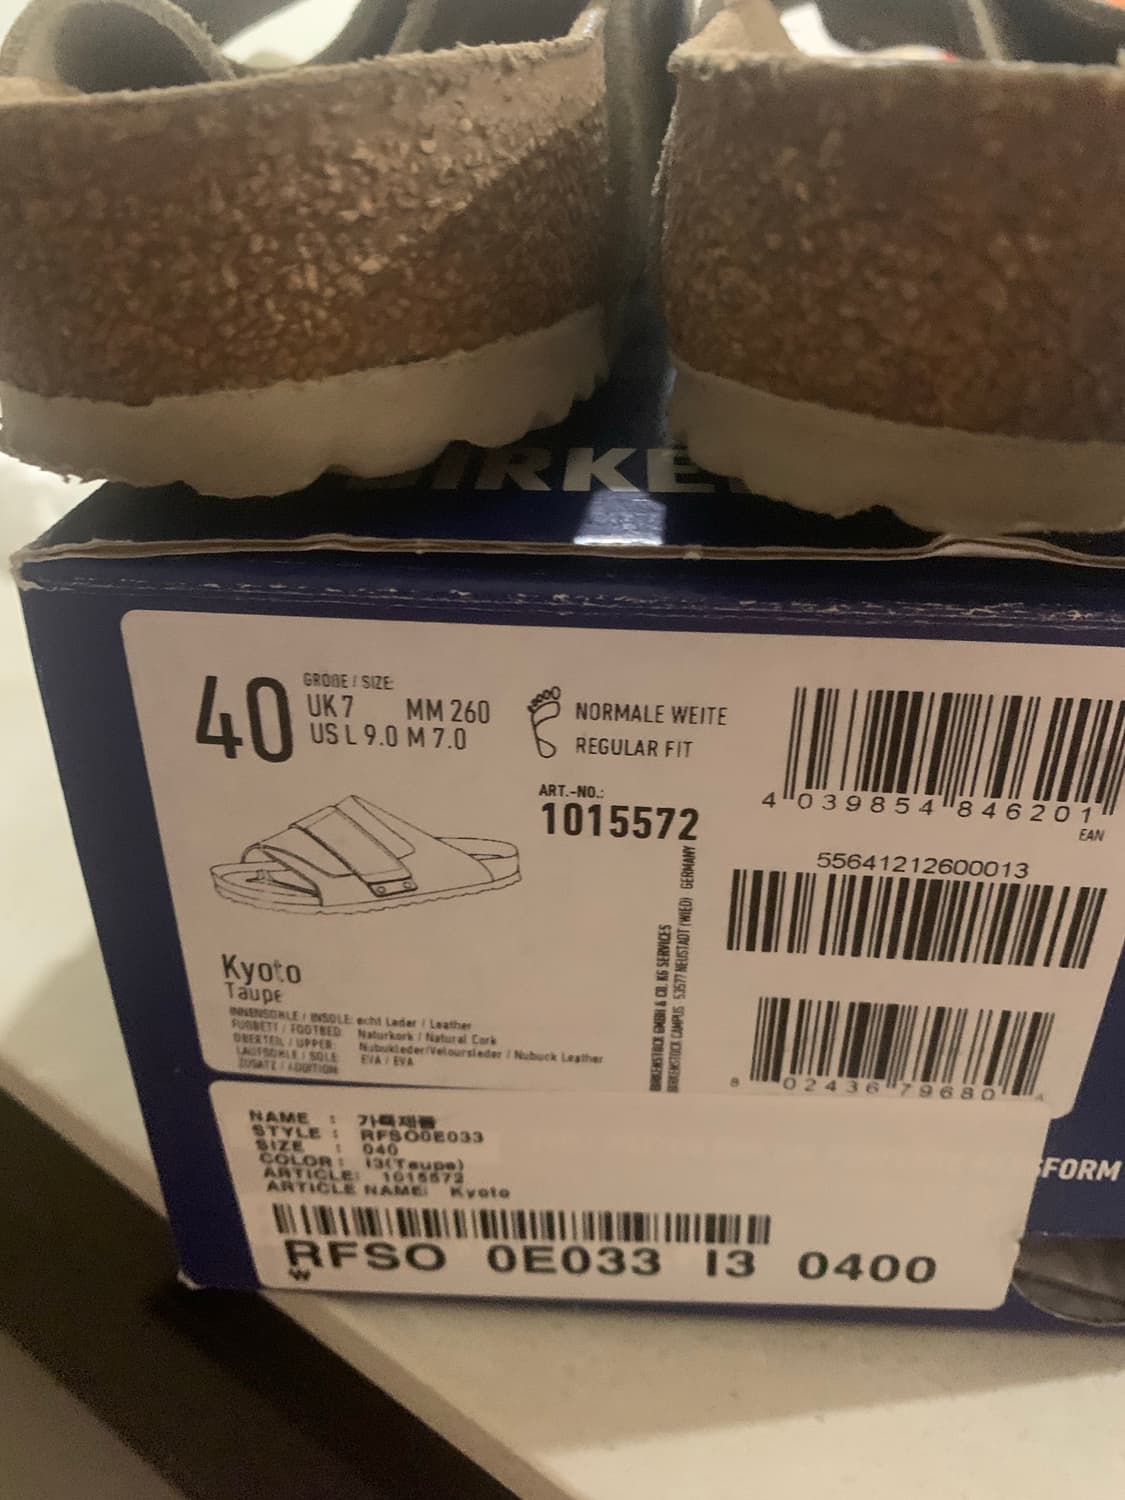 IRKE
40
GRÖßE / SIZE:
UK 7 MM 260
US L 9.0 M 7.0
NORMALE WEITE
REGULAR FIT
ART.-NO.:
1015572
4 039854 846201
EAN
55641212600013
Kyoto
Taupe
INNENSOHLE / INSOLE: echt Leder / Leather
FUßBETT / FOOTBED: Naturkork / Natural Cork
OBERTEIL / UPPER: Nubukleder/Veloursleder / Nubuck Leather
LAUFSOHLE / SOLE: EVA / EVA
ZUSATZ / ADDITION
BIRKENSTOCK GMBH & CO. KG SERVICES
BIRKENSTOCK CAMPUS 53577 NEUSTADT (WIED) GERMANY
8 02436 79680 4
NAME : 가죽제품
STYLE : RFSO0E033
SIZE : 040
COLOR : I3(Taupe)
ARTICLE: 1015572
ARTICLE NAME: Kyoto
RFSO 0E033 I3 0400
W
SFORM